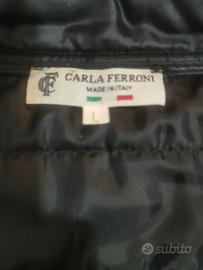 CF CARLA FERRONI
MADE IN ITALY
L
subito